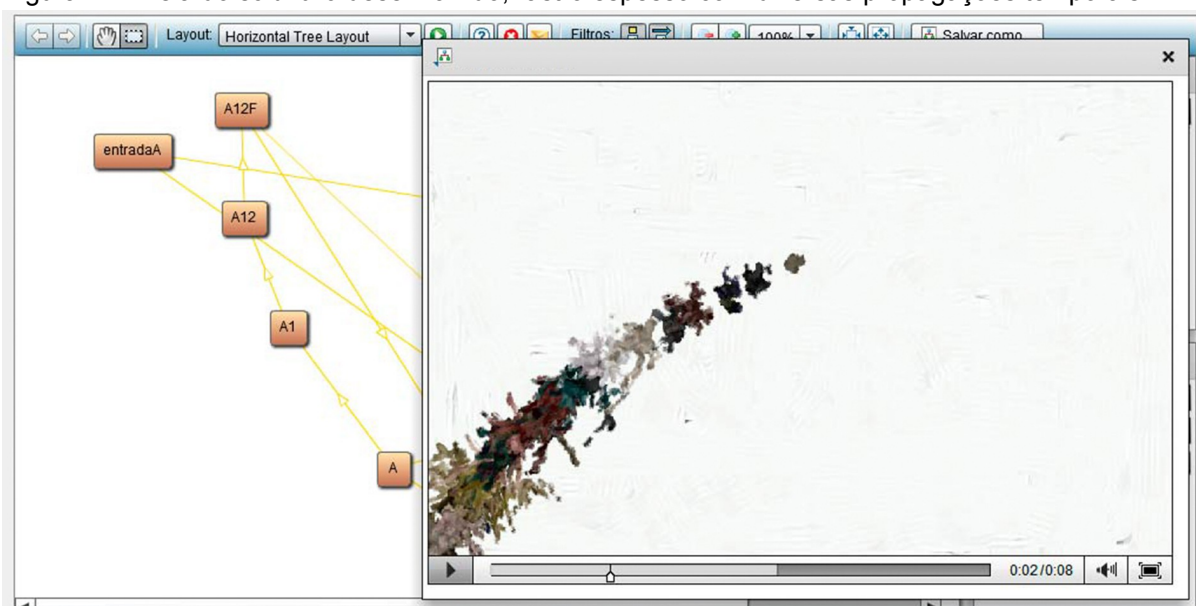 Layout: Horizontal Tree Layout Filtros: 100% Salvar como...
A12F
entradaA
A12
A1
A
0:02/0:08